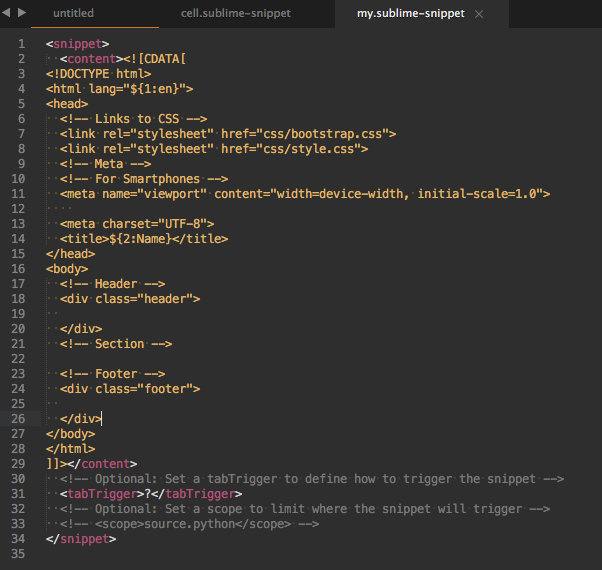 untitled cell.sublime-snippet my.sublime-snippet
1 <snippet>
2 <content><![CDATA[
3 <!DOCTYPE html>
4 <html lang="${1:en}">
5 <head>
6 <!-- Links to CSS -->
7 <link rel="stylesheet" href="css/bootstrap.css">
8 <link rel="stylesheet" href="css/style.css">
9 <!-- Meta -->
10 <!-- For Smartphones -->
11 <meta name="viewport" content="width=device-width, initial-scale=1.0">
12
13 <meta charset="UTF-8">
14 <title>${2:Name}</title>
15 </head>
16 <body>
17 <!-- Header -->
18 <div class="header">
19
20 </div>
21 <!-- Section -->
22
23 <!-- Footer -->
24 <div class="footer">
25
26 </div>
27 </body>
28 </html>
29 ]]></content>
30 <!-- Optional: Set a tabTrigger to define how to trigger the snippet -->
31 <tabTrigger>?</tabTrigger>
32 <!-- Optional: Set a scope to limit where the snippet will trigger -->
33 <!-- <scope>source.python</scope> -->
34 </snippet>
35